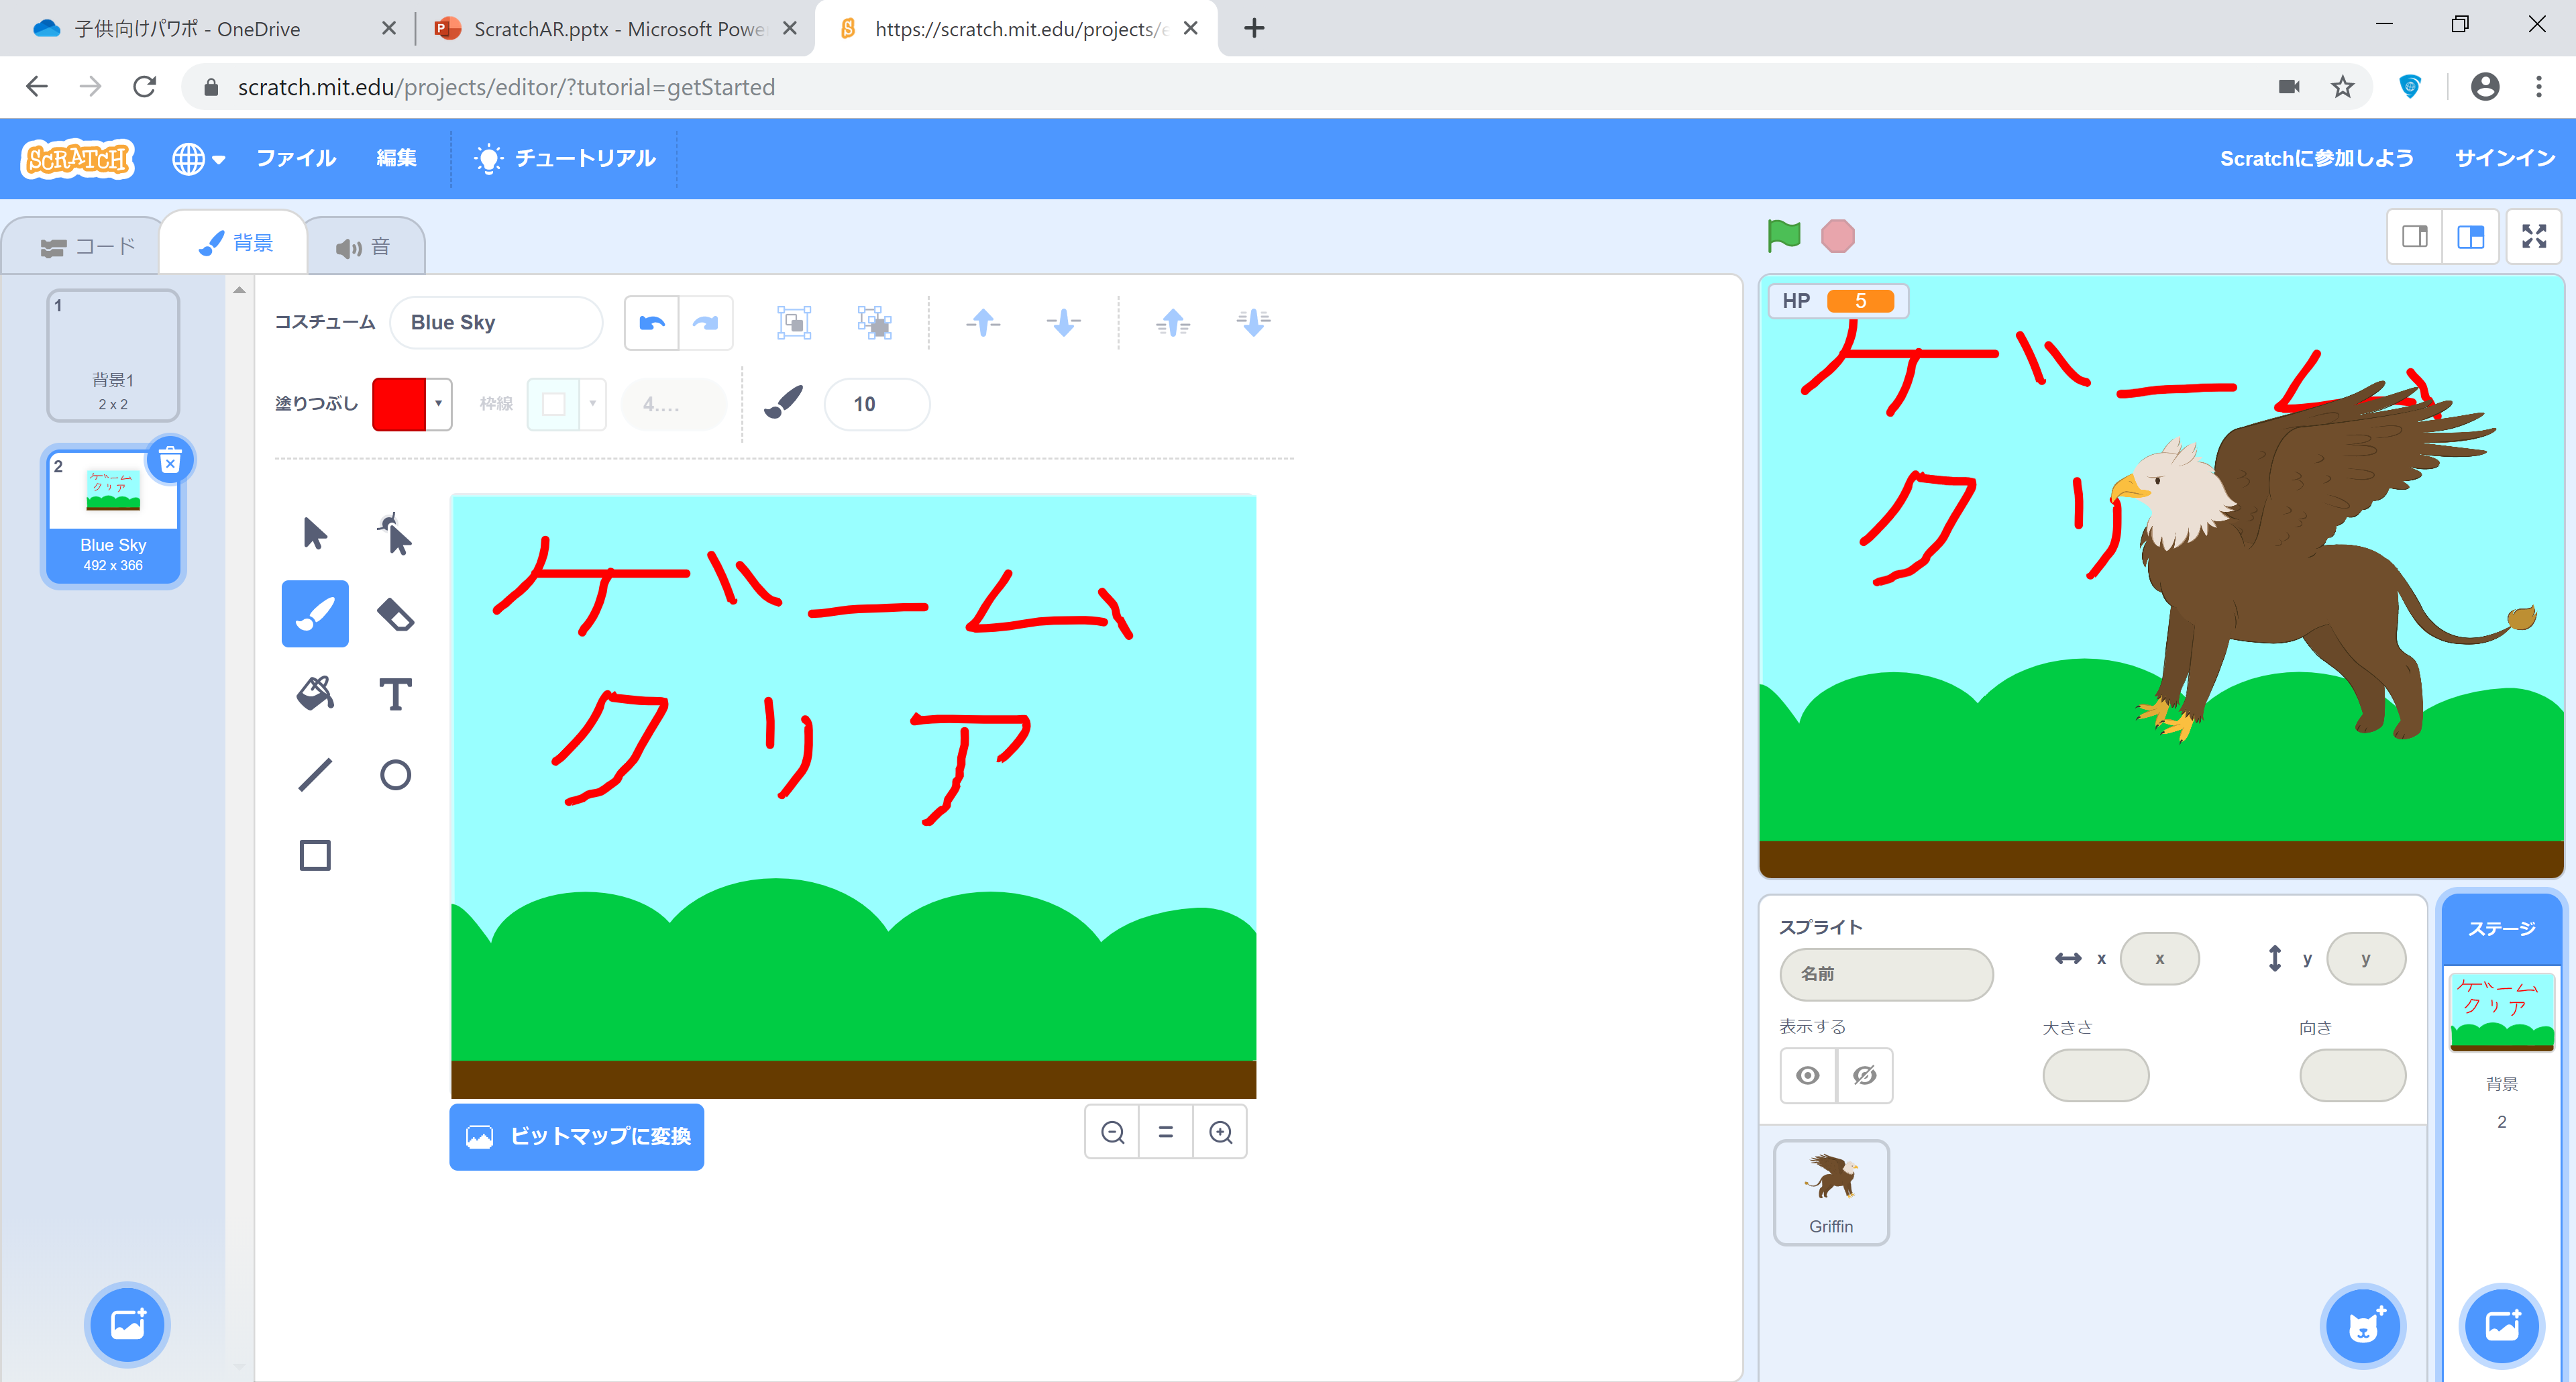 子供向けパワポ - OneDrive
ScratchAR.pptx - Microsoft Powe
https://scratch.mit.edu/projects/e
scratch.mit.edu/projects/editor/?tutorial=getStarted
SCRATCH
ファイル
編集
チュートリアル
Scratchに参加しよう
サインイン
コード
背景
音
1
背景1
2 x 2
2
ゲーム
クリア
Blue Sky
492 x 366
コスチューム
Blue Sky
塗りつぶし
枠線
4....
10
ゲーム
クリア
ビットマップに変換
HP 5
ゲーム
クリ
スプライト
名前
x
x
y
y
表示する
大きさ
向き
Griffin
ステージ
ゲーム
クリア
背景
2